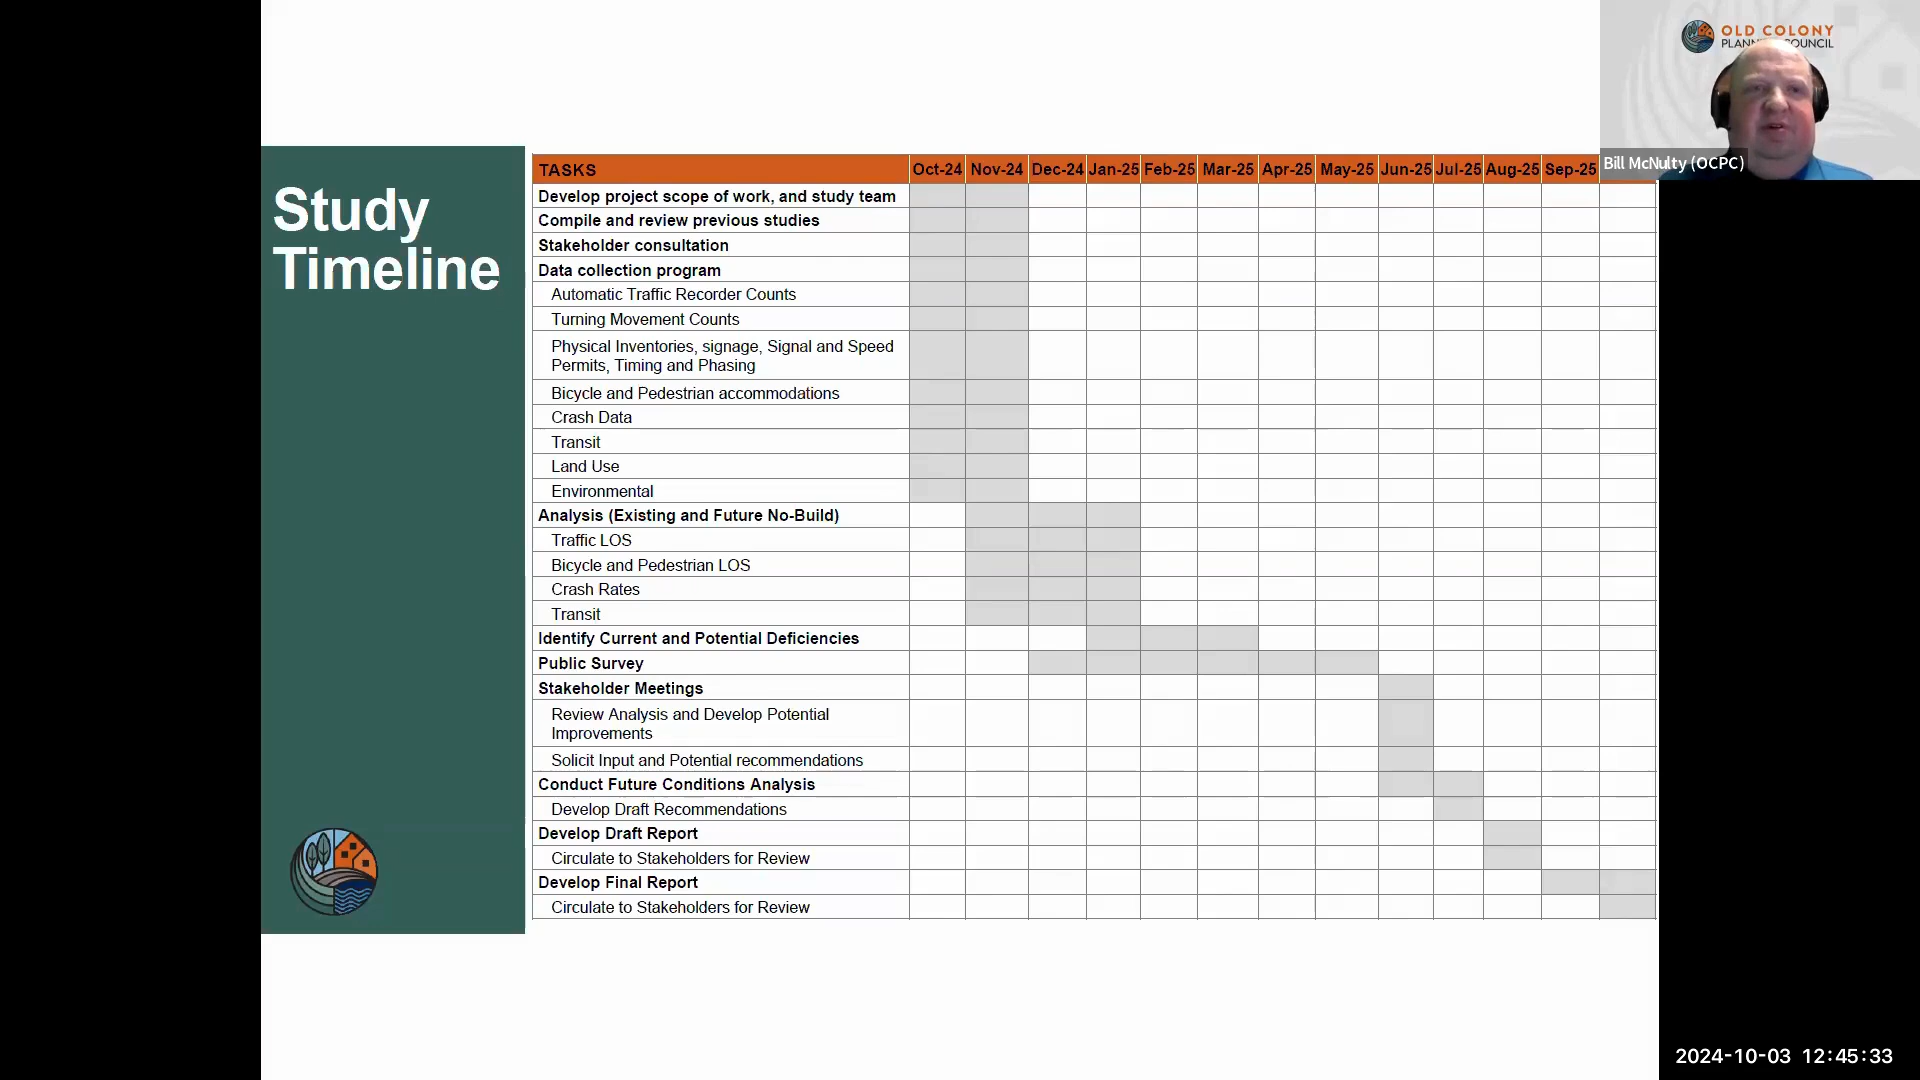 OLD COLONY
COUNCIL
Bill McNulty (OCPC)
Study
Timeline
TASKS Oct-24 Nov-24 Dec-24 Jan-25 Feb-25 Mar-25 Apr-25 May-25 Jun-25 Jul-25 Aug-25 Sep-25
Develop project scope of work, and study team
Compile and review previous studies
Stakeholder consultation
Data collection program
Automatic Traffic Recorder Counts
Turning Movement Counts
Physical Inventories, signage, Signal and Speed
Permits, Timing and Phasing
Bicycle and Pedestrian accommodations
Crash Data
Transit
Land Use
Environmental
Analysis (Existing and Future No-Build)
Traffic LOS
Bicycle and Pedestrian LOS
Crash Rates
Transit
Identify Current and Potential Deficiencies
Public Survey
Stakeholder Meetings
Review Analysis and Develop Potential
Improvements
Solicit Input and Potential recommendations
Conduct Future Conditions Analysis
Develop Draft Recommendations
Develop Draft Report
Circulate to Stakeholders for Review
Develop Final Report
Circulate to Stakeholders for Review
2024-10-03 12:45:33